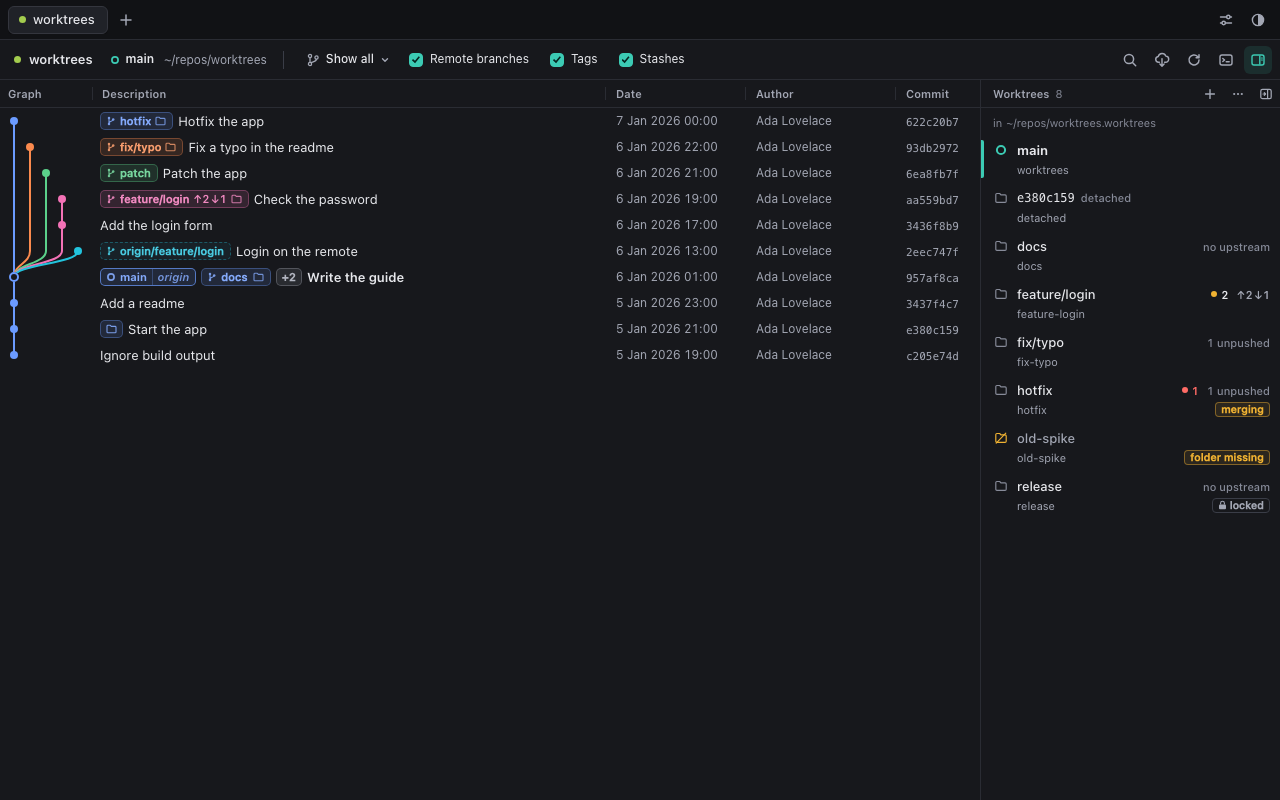 worktrees
worktrees main ~/repos/worktrees Show all Remote branches Tags Stashes
Graph Description Date Author Commit
hotfix Hotfix the app 7 Jan 2026 00:00 Ada Lovelace 622c20b7
fix/typo Fix a typo in the readme 6 Jan 2026 22:00 Ada Lovelace 93db2972
patch Patch the app 6 Jan 2026 21:00 Ada Lovelace 6ea8fb7f
feature/login ↑2↓1 Check the password 6 Jan 2026 19:00 Ada Lovelace aa559bd7
Add the login form 6 Jan 2026 17:00 Ada Lovelace 3436f8b9
origin/feature/login Login on the remote 6 Jan 2026 13:00 Ada Lovelace 2eec747f
main origin docs +2 Write the guide 6 Jan 2026 01:00 Ada Lovelace 957af8ca
Add a readme 5 Jan 2026 23:00 Ada Lovelace 3437f4c7
Start the app 5 Jan 2026 21:00 Ada Lovelace e380c159
Ignore build output 5 Jan 2026 19:00 Ada Lovelace c205e74d
Worktrees 8
in ~/repos/worktrees.worktrees
main
worktrees
e380c159 detached
detached
docs no upstream
docs
feature/login 2 ↑2↓1
feature-login
fix/typo 1 unpushed
fix-typo
hotfix 1 1 unpushed
hotfix merging
old-spike
old-spike folder missing
release no upstream
release locked